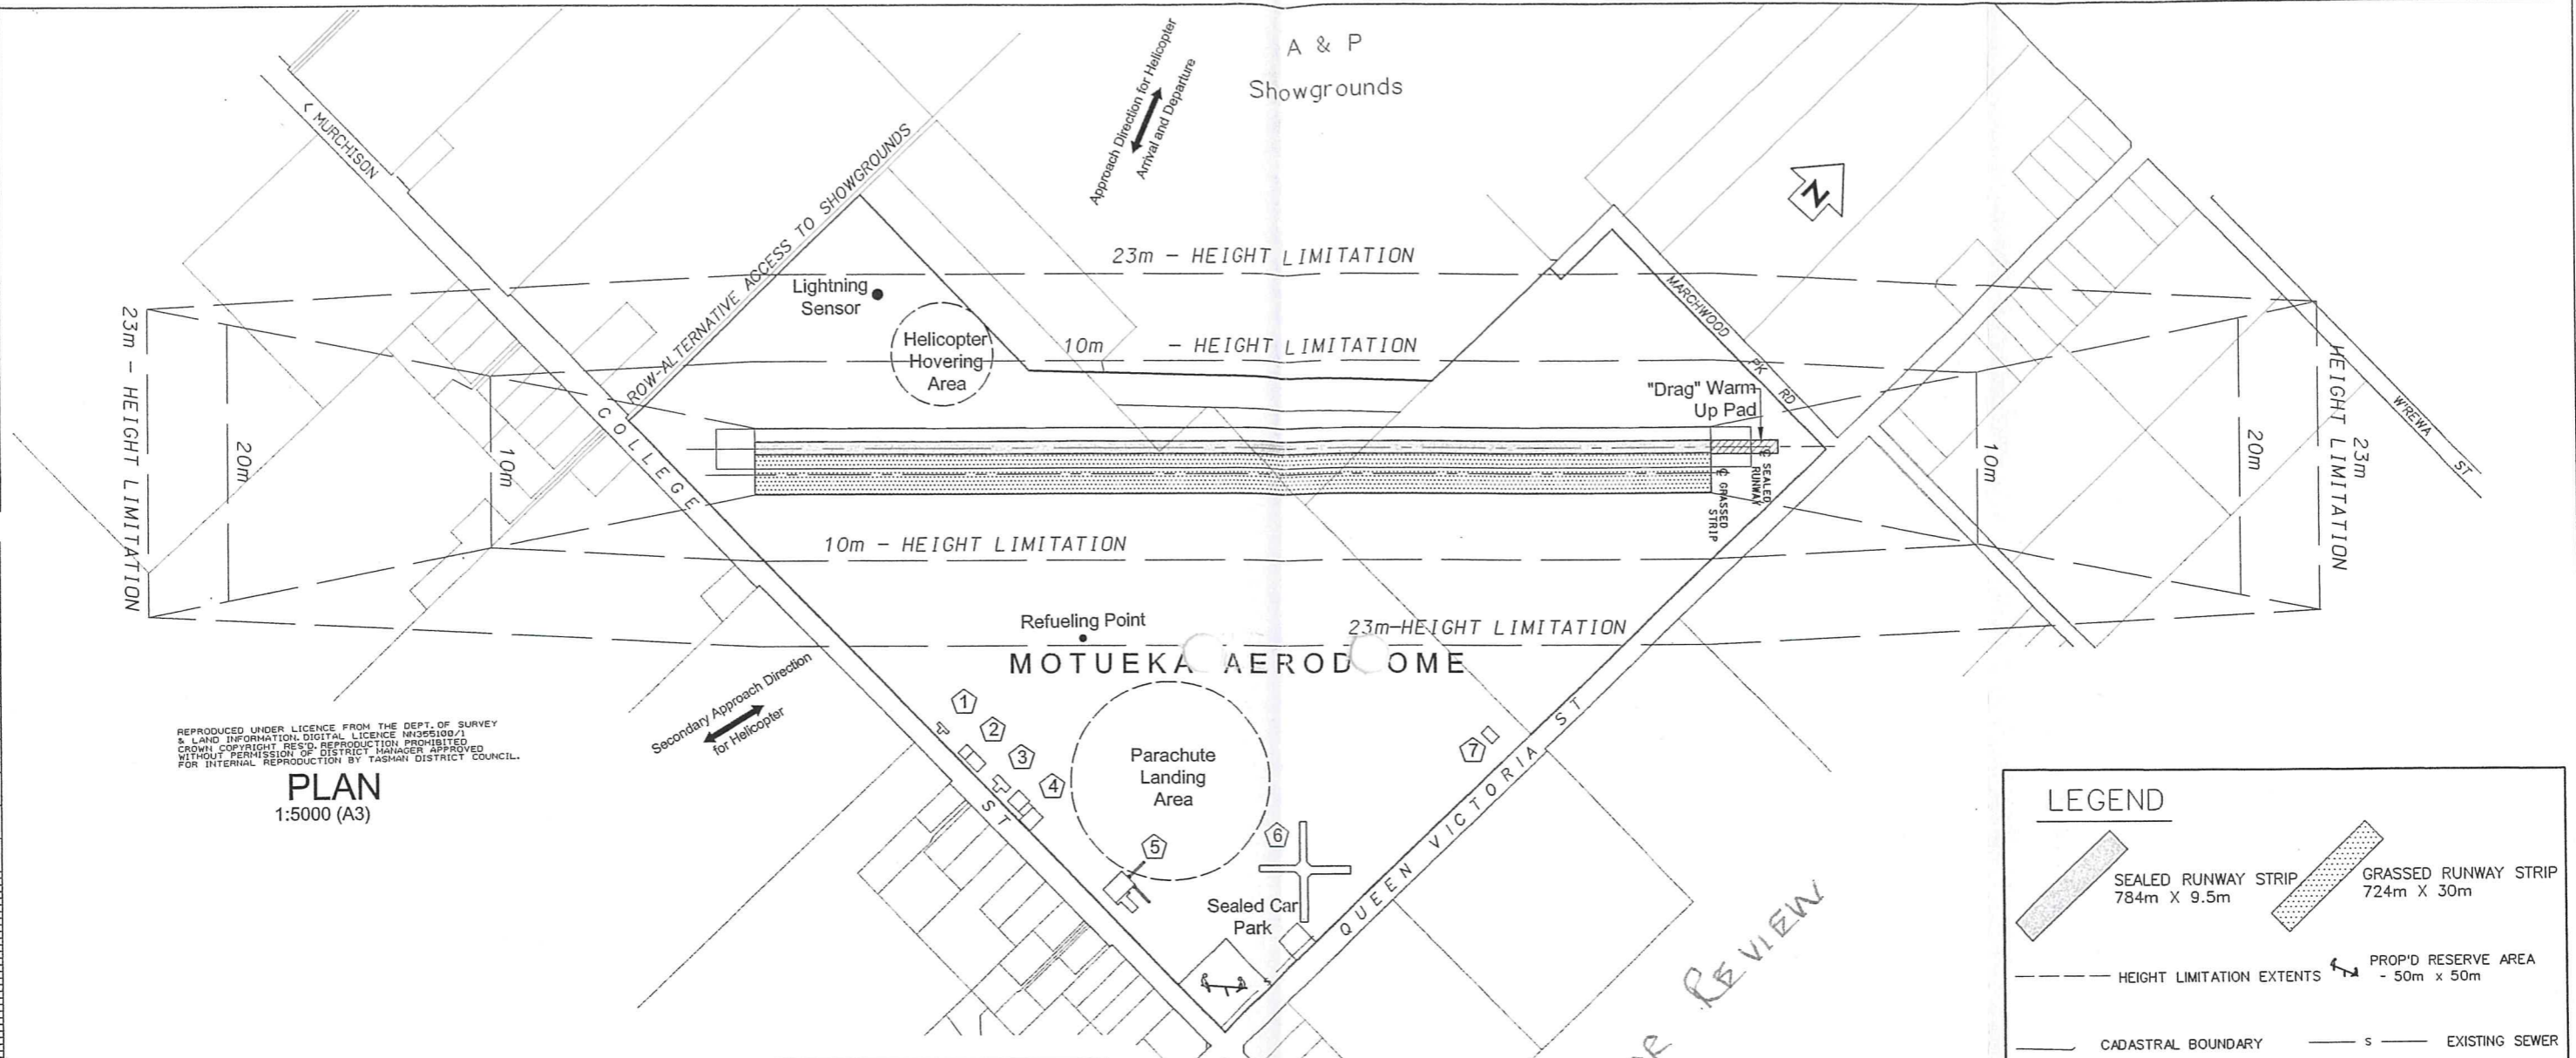 A & P
Showgrounds
Approach Direction for Helicopter
Arrival and Departure
MURCHISON
ROW-ALTERNATIVE ACCESS TO SHOWGROUNDS
N
23m - HEIGHT LIMITATION
Lightning
Sensor
Helicopter
Hovering
Area
10m - HEIGHT LIMITATION
MARCHWOOD PK RD
"Drag" Warm
Up Pad
23m - HEIGHT LIMITATION
20m
10m
COLLEGE
℄ SEALED
RUNWAY
℄ GRASSED
STRIP
10m
20m
23m
HEIGHT LIMITATION
W'REWA ST
10m - HEIGHT LIMITATION
Refueling Point
23m-HEIGHT LIMITATION
MOTUEKA AEROD OME
Secondary Approach Direction
for Helicopter
1
2
3
4
ST
Parachute
Landing
Area
5
6
7
Sealed Car
Park
S
QUEEN VICTORIA ST
REPRODUCED UNDER LICENCE FROM THE DEPT. OF SURVEY
& LAND INFORMATION. DIGITAL LICENCE NN355100/1
CROWN COPYRIGHT RES'D. REPRODUCTION PROHIBITED
WITHOUT PERMISSION OF DISTRICT MANAGER APPROVED
FOR INTERNAL REPRODUCTION BY TASMAN DISTRICT COUNCIL.
PLAN
1:5000 (A3)
REVIEW
LEGEND
SEALED RUNWAY STRIP
784m X 9.5m
GRASSED RUNWAY STRIP
724m X 30m
HEIGHT LIMITATION EXTENTS
PROP'D RESERVE AREA
- 50m x 50m
CADASTRAL BOUNDARY
S
EXISTING SEWER